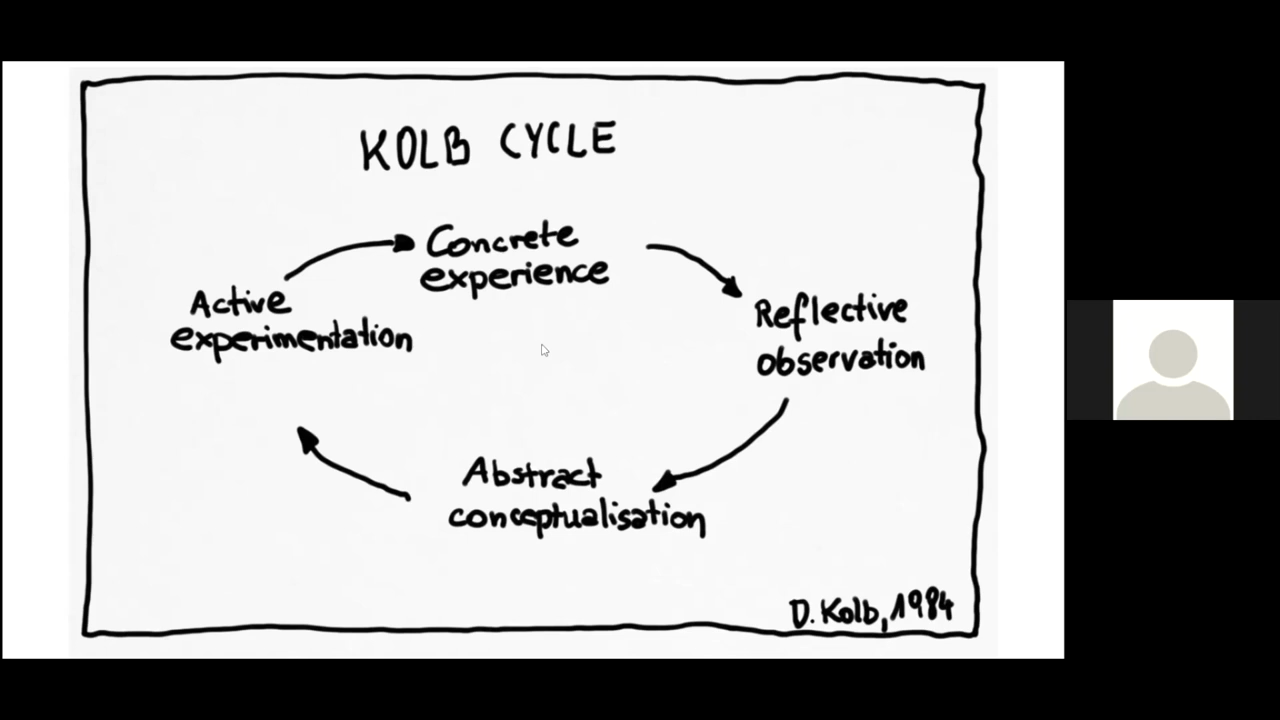 KOLB CYCLE
Concrete
experience
Reflective
observation
Abstract
conceptualisation
Active
experimentation
D. Kolb, 1984